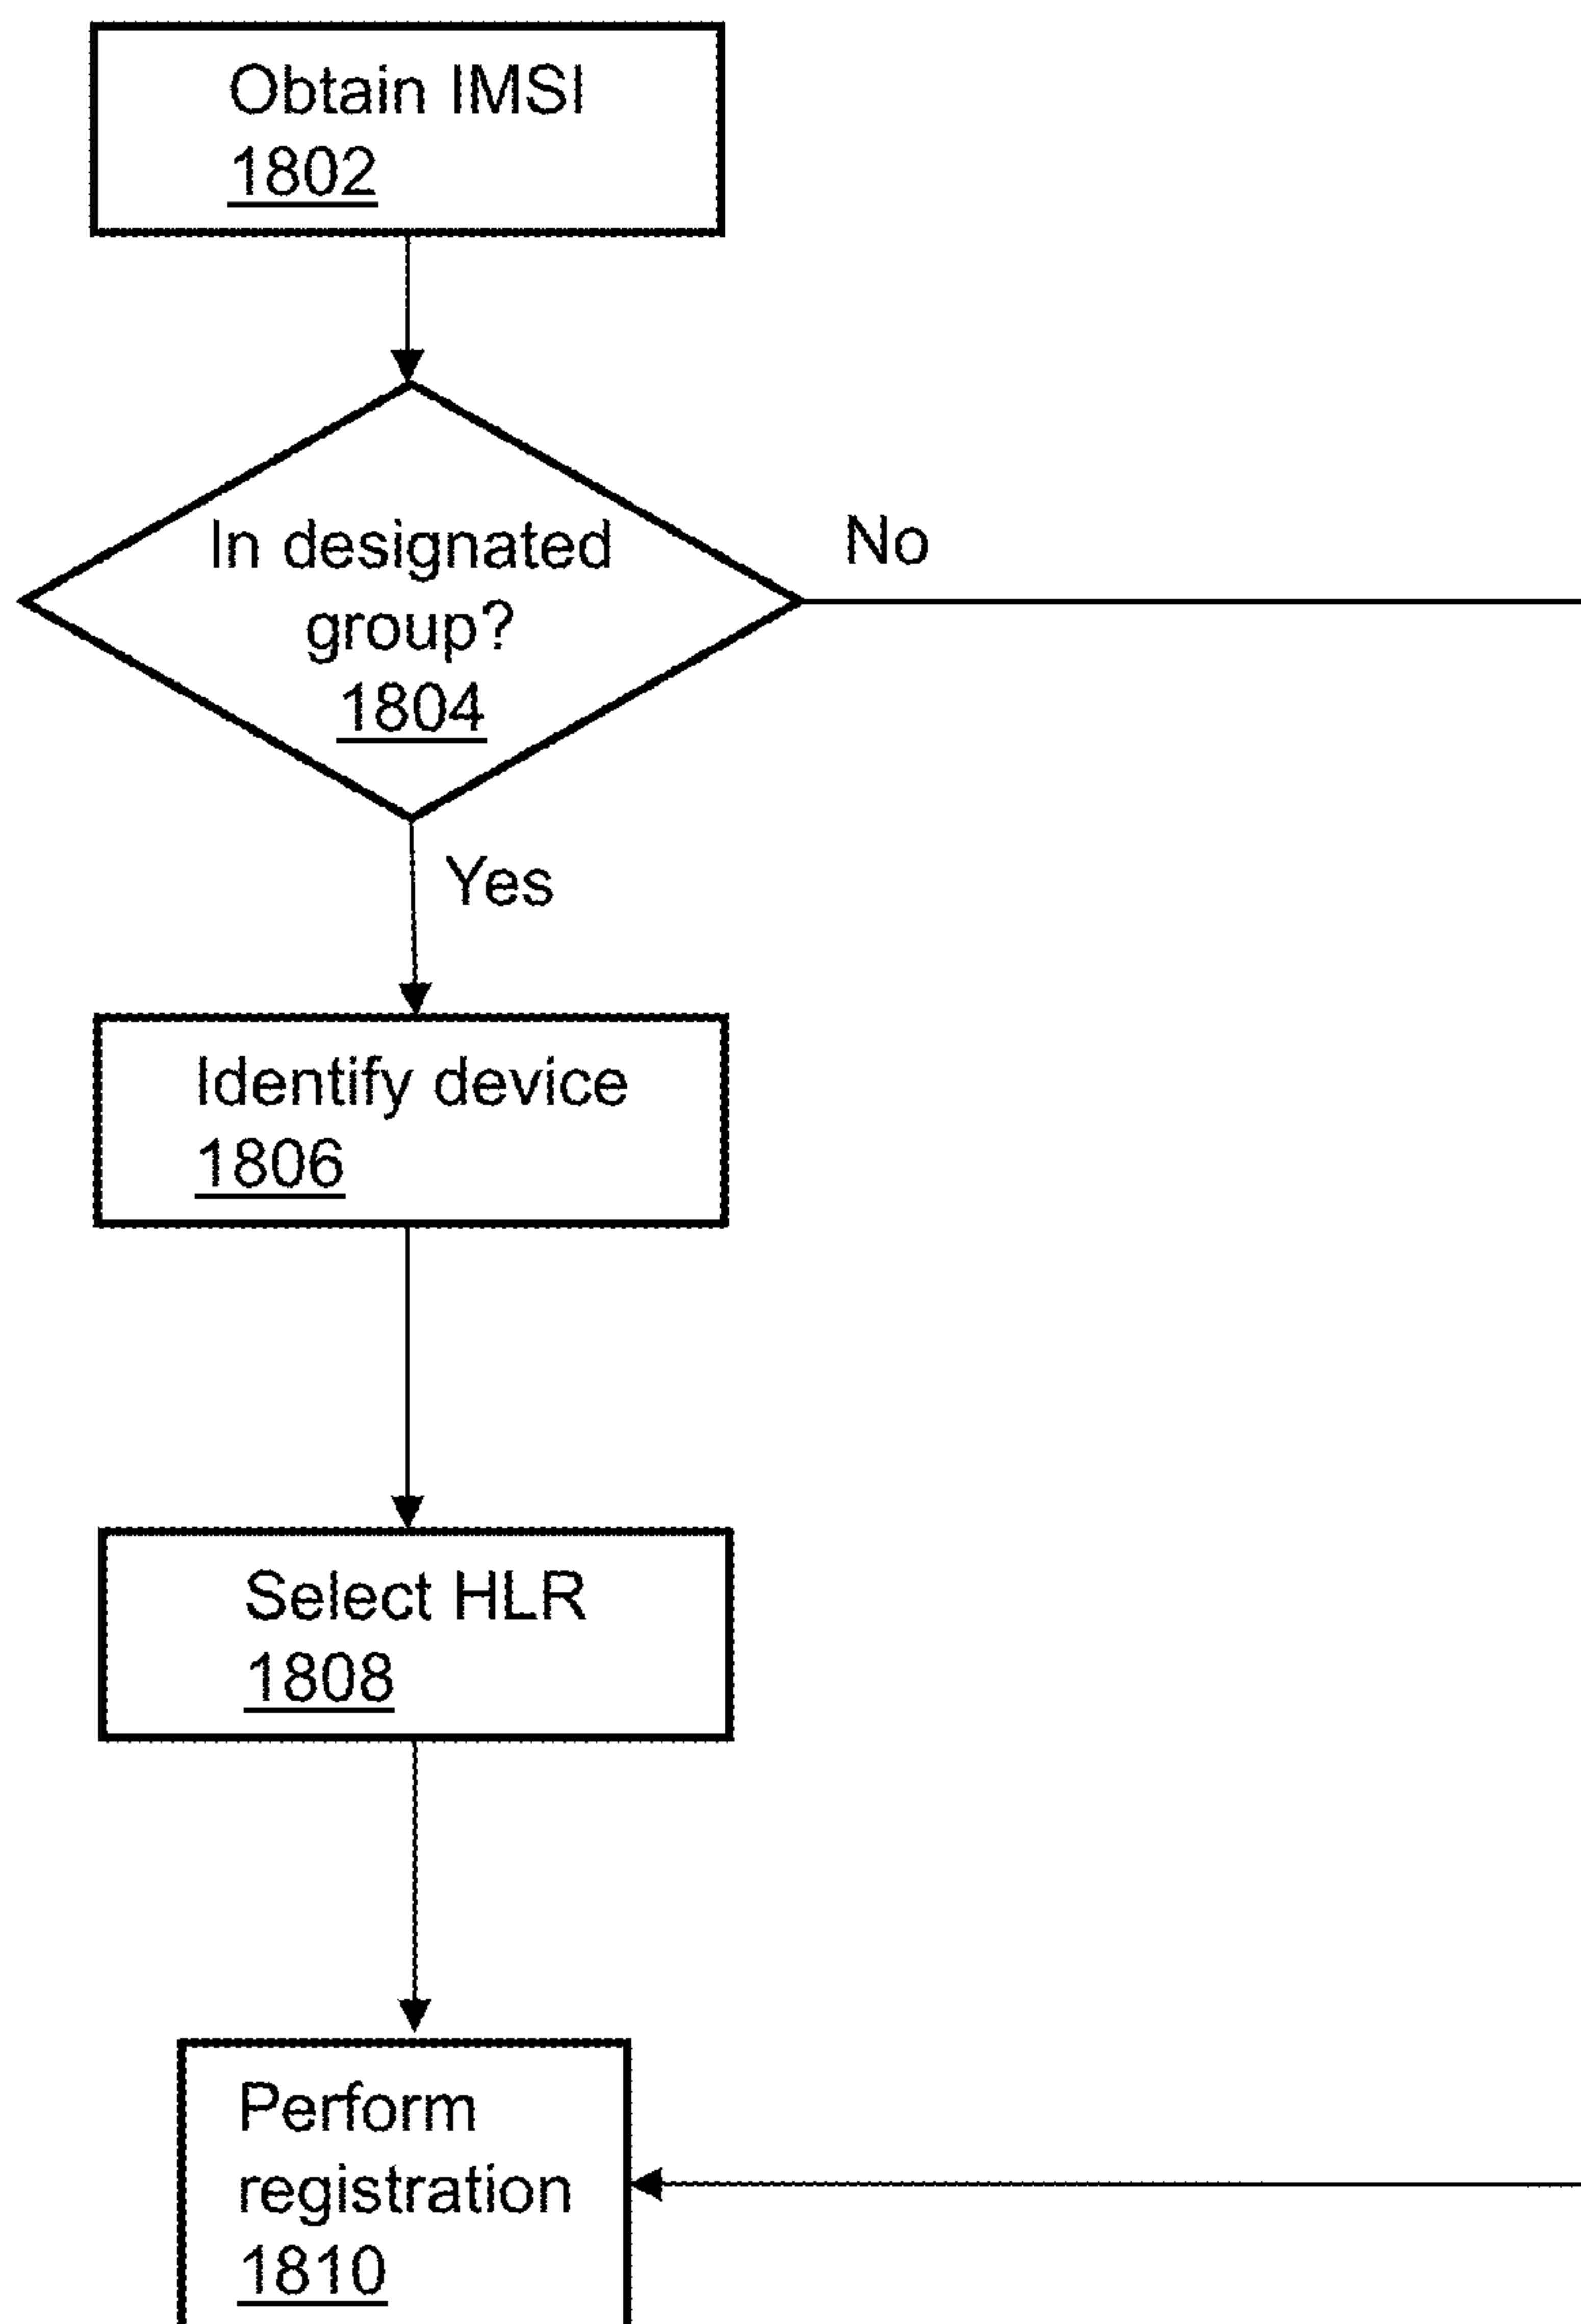 Obtain IMSI
1802
In designated
group?
1804
No
Yes
Identify device
1806
Select HLR
1808
Perform
registration
1810